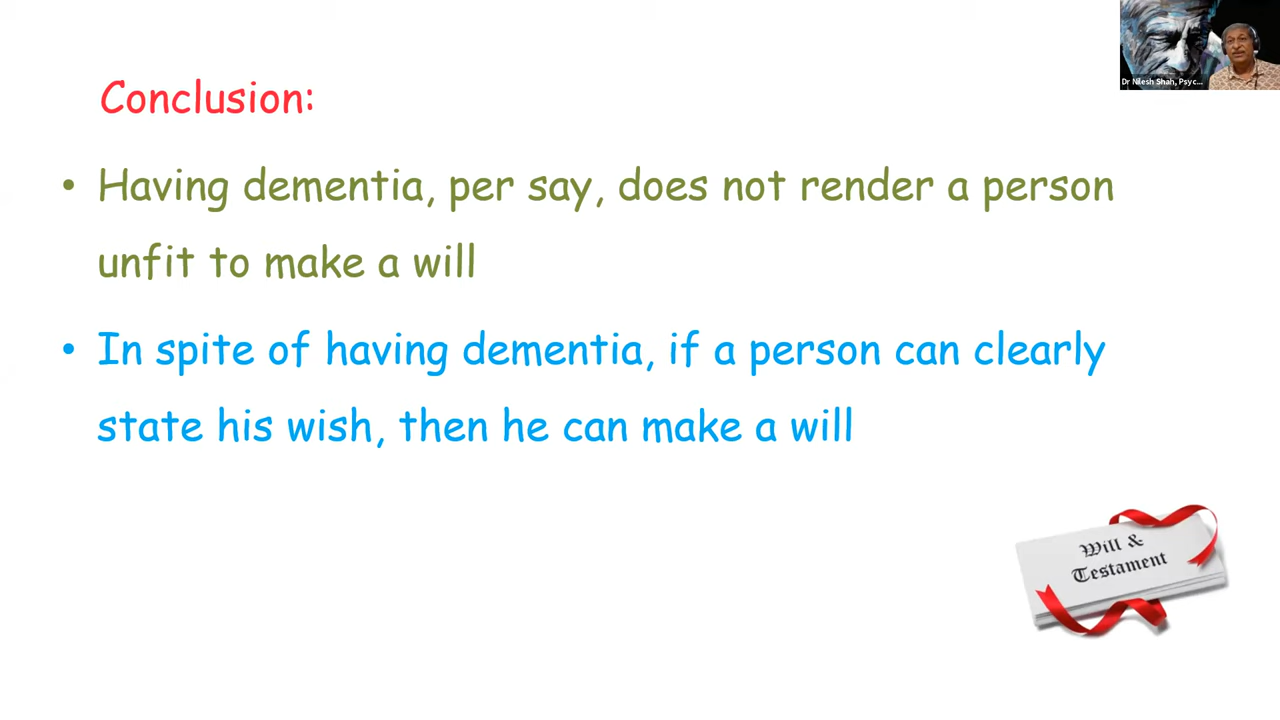 Dr Nilesh Shah, Psyc...
Conclusion:
• Having dementia, per say, does not render a person
unfit to make a will
• In spite of having dementia, if a person can clearly
state his wish, then he can make a will
Will &
Testament